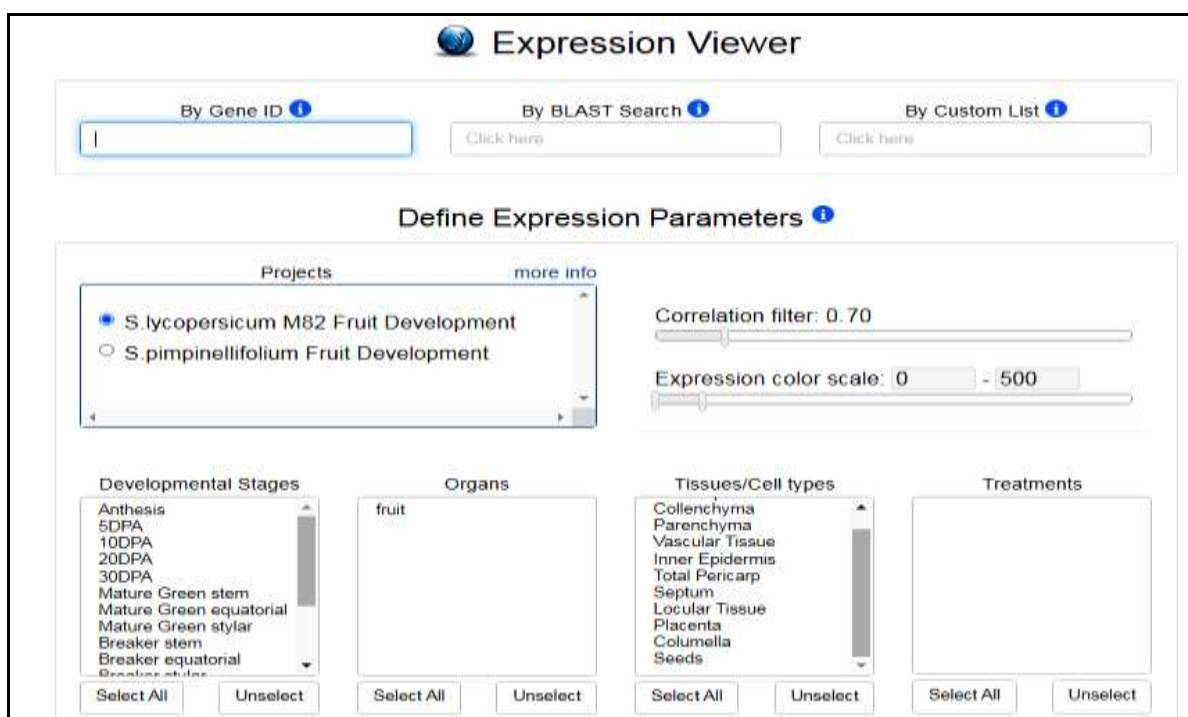 Expression Viewer
By Gene ID
By BLAST Search
By Custom List
Click here
Click here
Define Expression Parameters
Projects
more info
S.lycopersicum M82 Fruit Development
S.pimpinellifolium Fruit Development
Correlation filter: 0.70
Expression color scale: 0 - 500
Developmental Stages
Anthesis
5DPA
10DPA
20DPA
30DPA
Mature Green stem
Mature Green equatorial
Mature Green stylar
Breaker stem
Breaker equatorial
Select All Unselect
Organs
fruit
Select All Unselect
Tissues/Cell types
Collenchyma
Parenchyma
Vascular Tissue
Inner Epidermis
Total Pericarp
Septum
Locular Tissue
Placenta
Columella
Seeds
Select All Unselect
Treatments
Select All Unselect